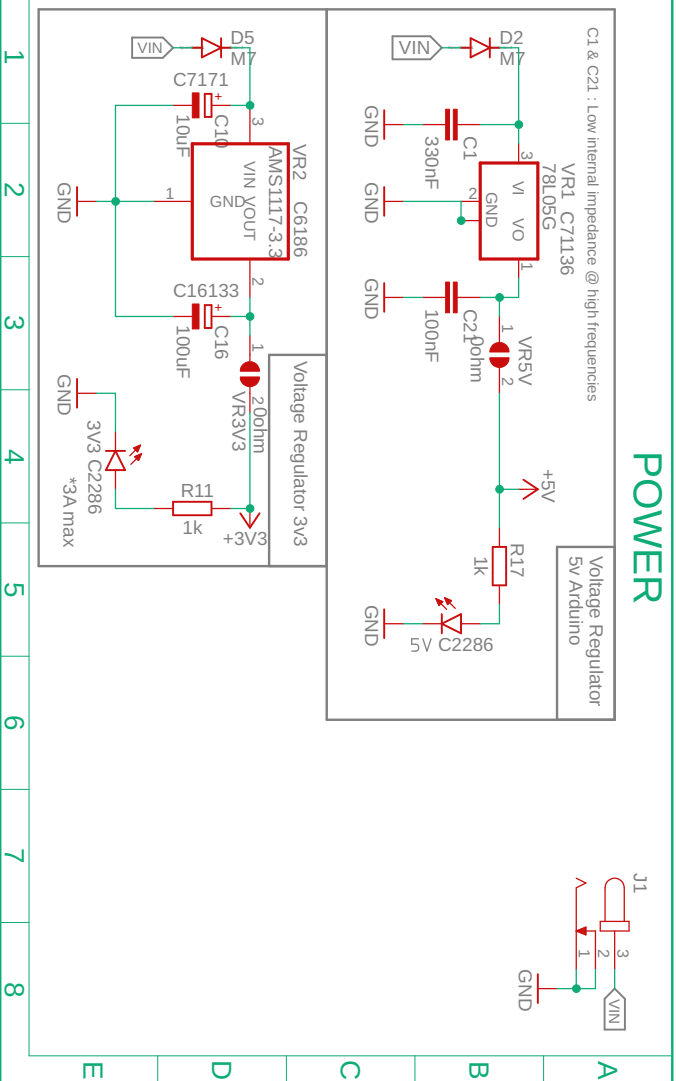 POWER
C1 & C21 : Low internal impedance @ high frequencies
VIN
D2
M7
GND
C1
330nF
GND
3
VR1 C71136
78L05G
VI
VO
GND
2
1
GND
C21
100nF
1
VR5V
0ohm
2
+5V
R17
1k
5V C2286
GND
Voltage Regulator
5v Arduino
VIN
D5
M7
C7171
+
C10
10uF
3
VR2 C6186
AMS1117-3.3
VIN
VOUT
GND
1
GND
2
C16133
+
C16
100uF
1
2
0ohm
VR3V3
Voltage Regulator 3v3
+3V3
R11
1k
GND
3V3 C2286
*3A max
J1
1
2
3
VIN
GND
1
2
3
4
5
6
7
8
A
B
C
D
E